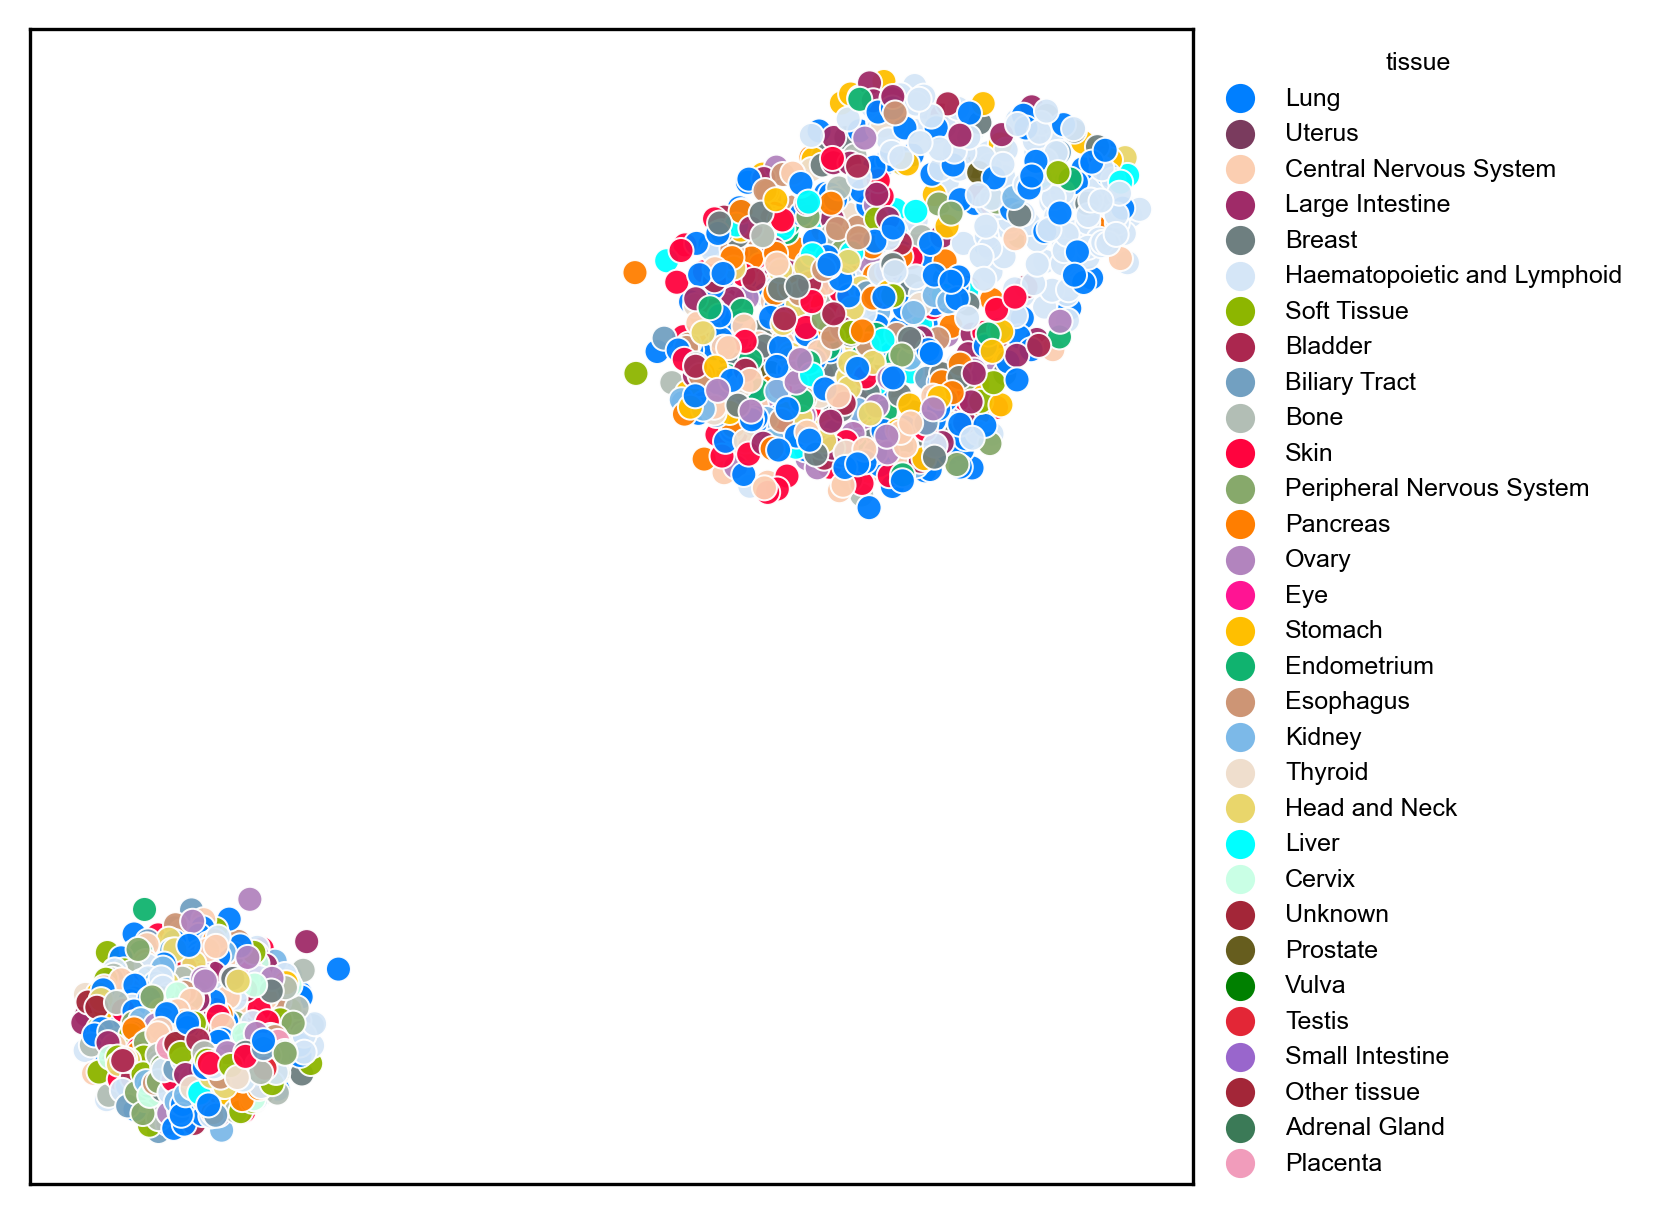 tissue
Lung
Uterus
Central Nervous System
Large Intestine
Breast
Haematopoietic and Lymphoid
Soft Tissue
Bladder
Biliary Tract
Bone
Skin
Peripheral Nervous System
Pancreas
Ovary
Eye
Stomach
Endometrium
Esophagus
Kidney
Thyroid
Head and Neck
Liver
Cervix
Unknown
Prostate
Vulva
Testis
Small Intestine
Other tissue
Adrenal Gland
Placenta